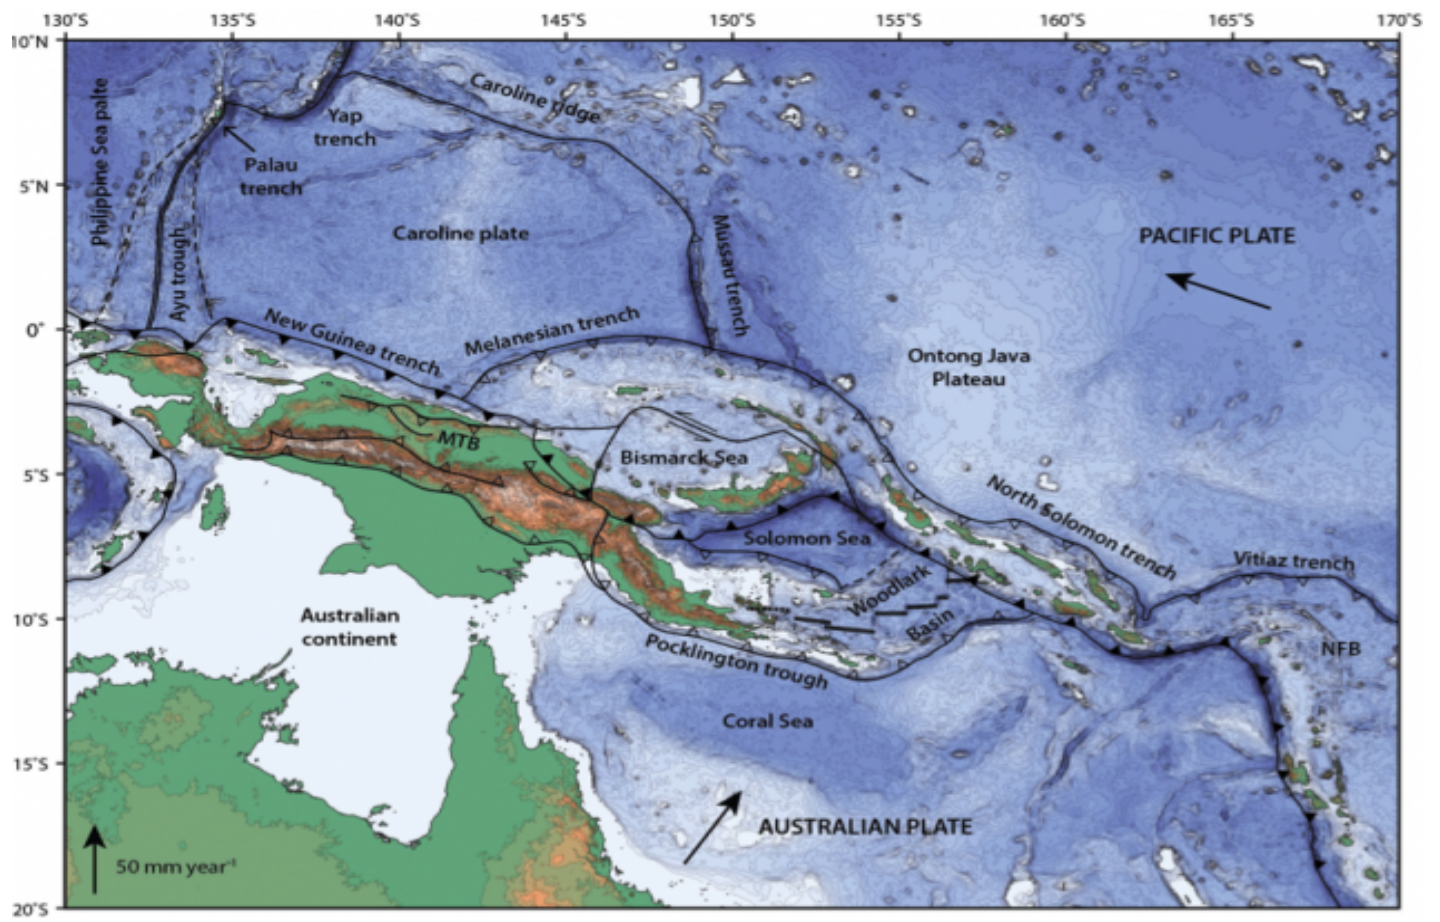 130°S 135°S 140°S 145°S 150°S 155°S 160°S 165°S 170°S
10°N
5°N
0°
5°S
10°S
15°S
20°S
Philippine Sea palte
Yap
trench
Palau
trench
Ayu trough
Caroline ridge
Caroline plate
Mussau trench
PACIFIC PLATE
New Guinea trench
Melanesian trench
Ontong Java
Plateau
MTB
Bismarck Sea
Solomon Sea
North Solomon trench
Vitiaz trench
Woodlark
Basin
NFB
Australian
continent
Pocklington trough
Coral Sea
AUSTRALIAN PLATE
50 mm year⁻¹